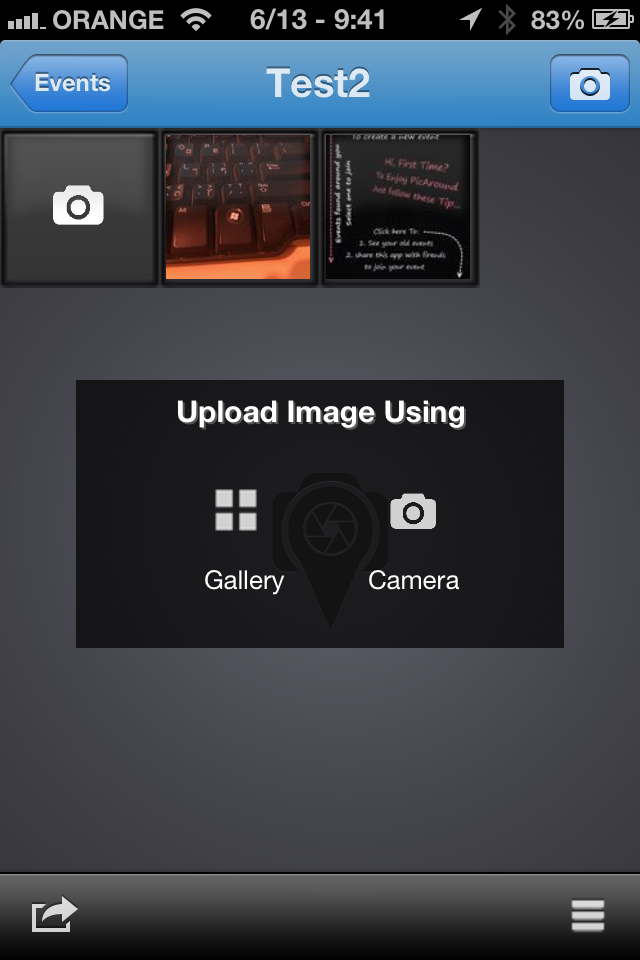 ORANGE 6/13 - 9:41 83%
Events
Test2
To create a new event
Events found around you
Select one to join
Hi, First Time?
To Enjoy PicAround
Just follow these Tip...
Click here To:
1. See your old events
2. share this app with firends
to join your event
Upload Image Using
Gallery
Camera